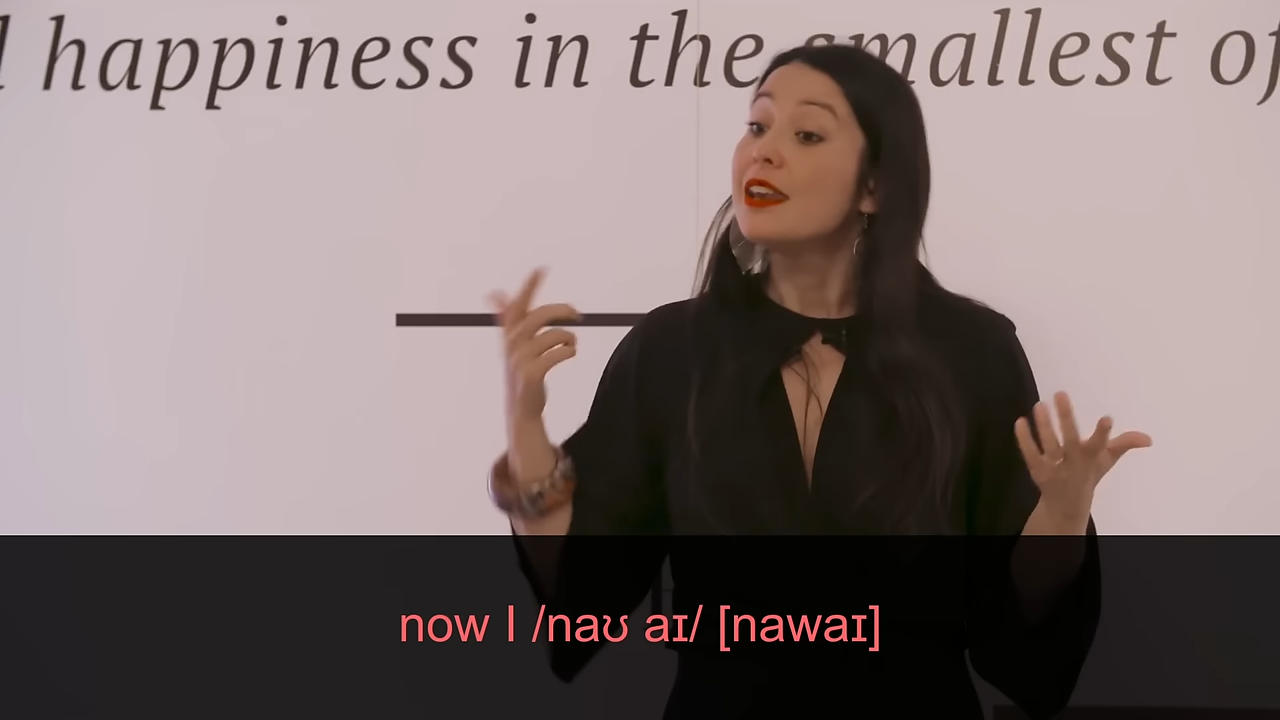 happiness in the smallest of
now I /naʊ aɪ/ [nawaɪ]